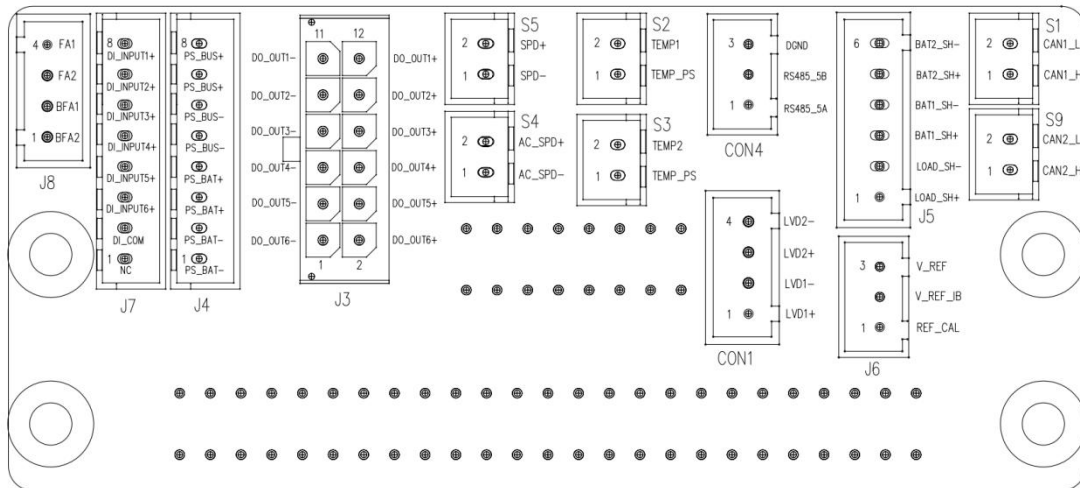 4 FA1
FA2
BFA1
1 BFA2
J8
8
DI_INPUT1+
DI_INPUT2+
DI_INPUT3+
DI_INPUT4+
DI_INPUT5+
DI_INPUT6+
DI_COM
1
NC
J7
8
PS_BUS+
PS_BUS+
PS_BUS-
PS_BUS-
PS_BAT+
PS_BAT+
PS_BAT-
1
PS_BAT-
J4
11 12
DO_OUT1- DO_OUT1+
DO_OUT2- DO_OUT2+
DO_OUT3- DO_OUT3+
DO_OUT4- DO_OUT4+
DO_OUT5- DO_OUT5+
DO_OUT6- DO_OUT6+
1 2
J3
S5
2 SPD+
1 SPD-
S4
2 AC_SPD+
1 AC_SPD-
S2
2 TEMP1
1 TEMP_PS
S3
2 TEMP2
1 TEMP_PS
3 DGND
RS485_5B
1 RS485_5A
CON4
4 LVD2-
LVD2+
LVD1-
1 LVD1+
CON1
6 BAT2_SH-
BAT2_SH+
BAT1_SH-
BAT1_SH+
LOAD_SH-
1 LOAD_SH+
J5
3 V_REF
V_REF_IB
1 REF_CAL
J6
S1
2 CAN1_L
1 CAN1_H
S9
2 CAN2_L
1 CAN2_H